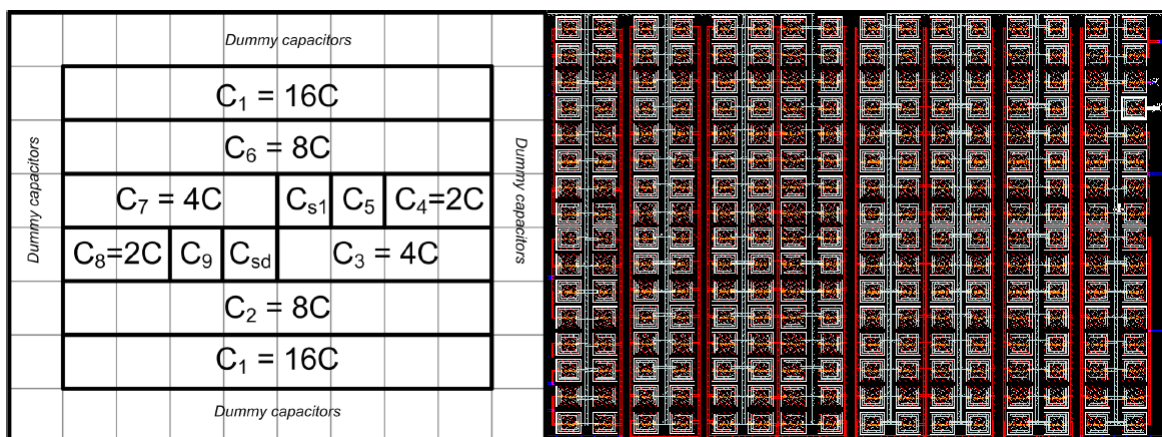 Dummy capacitors
C₁ = 16C
C₆ = 8C
Dummy capacitors
C₇ = 4C Cₛ₁ C₅ C₄=2C
Dummy capacitors
C₈=2C C₉ C_sd C₃ = 4C
C₂ = 8C
C₁ = 16C
Dummy capacitors